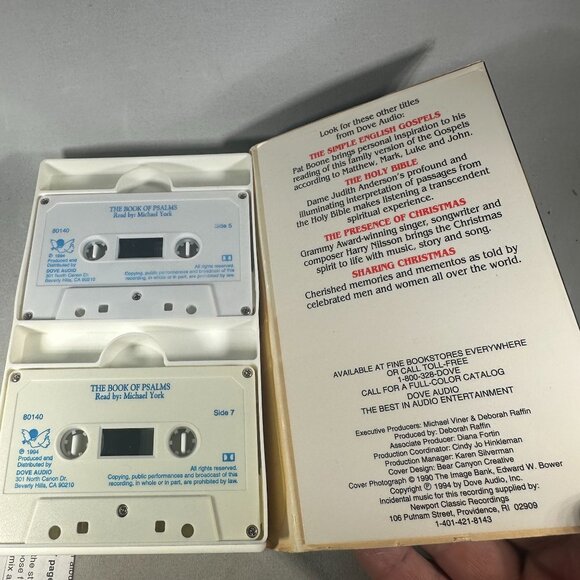 THE BOOK OF PSALMS
Read by: Michael York
80140
Side 5
℗ 1994
Produced and
Distributed by
DOVE AUDIO
301 North Canon Dr.
Beverly Hills, CA 90210
All rights reserved.
Copying, public performances and broadcast of this
recording, in whole or in part, are prohibited by law.
THE BOOK OF PSALMS
Read by: Michael York
80140
Side 7
℗ 1994
Produced and
Distributed by
DOVE AUDIO
301 North Canon Dr.
Beverly Hills, CA 90210
All rights reserved.
Copying, public performances and broadcast of this
recording, in whole or in part, are prohibited by law.
Look for these other titles
from Dove Audio:
THE SIMPLE ENGLISH GOSPELS
Pat Boone brings personal inspiration to his
reading of this family version of the Gospels
according to Matthew, Mark, Luke and John.
THE HOLY BIBLE
Dame Judith Anderson's profound and
illuminating interpretation of passages from
the Holy Bible makes listening a transcendent
spiritual experience.
THE PRESENCE OF CHRISTMAS
Grammy Award-winning singer, songwriter and
composer Harry Nilsson brings the Christmas
spirit to life with music, story and song.
SHARING CHRISTMAS
Cherished memories and mementos as told by
celebrated men and women all over the world.
AVAILABLE AT FINE BOOKSTORES EVERYWHERE
OR CALL TOLL-FREE
1-800-328-DOVE
CALL FOR A FULL-COLOR CATALOG
DOVE AUDIO
THE BEST IN AUDIO ENTERTAINMENT
Executive Producers: Michael Viner & Deborah Raffin
Produced by: Deborah Raffin
Associate Producer: Diana Fortin
Production Coordinator: Cindy Jo Hinkleman
Production Manager: Karen Silverman
Cover Design: Bear Canyon Creative
Cover Photograph © 1990 The Image Bank, Edward W. Bower
Copyright ℗ 1994 by Dove Audio, Inc.
Incidental music for this recording supplied by:
Newport Classic Recordings
106 Putnam Street, Providence, RI 02909
1-401-421-8143